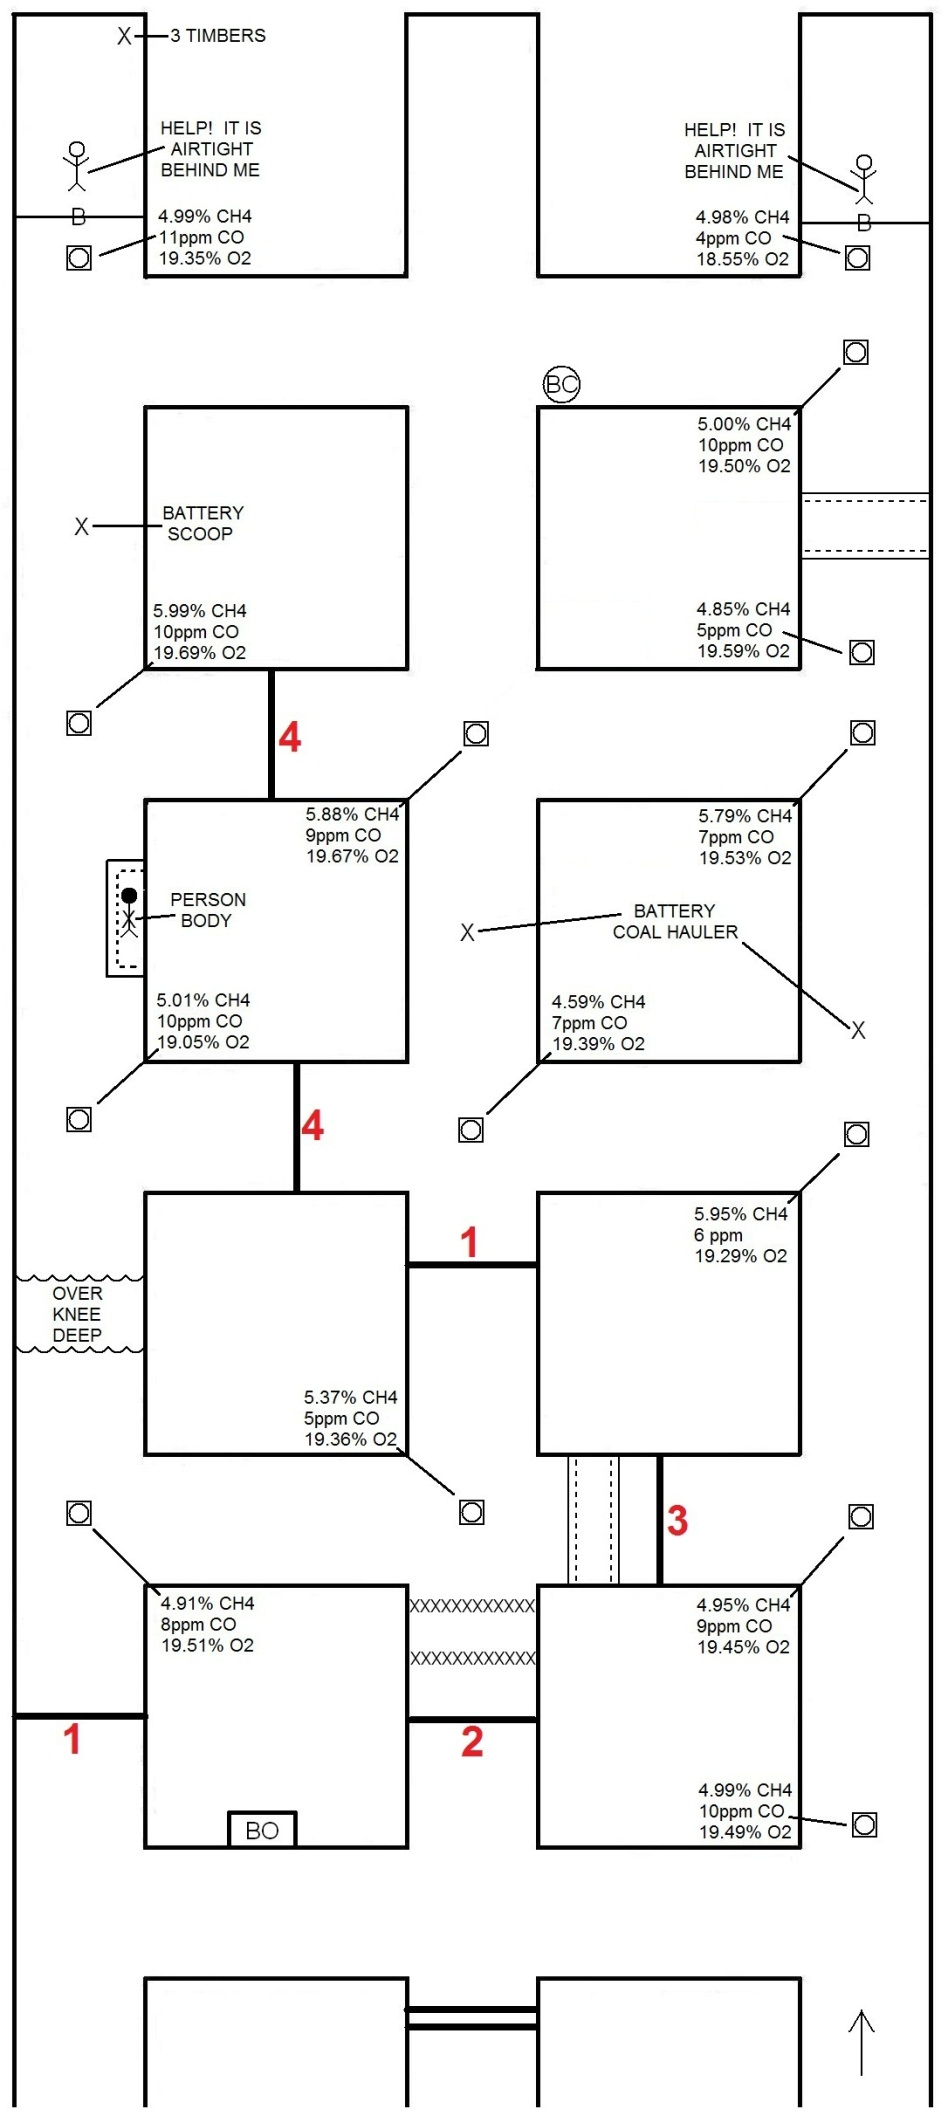 X 3 TIMBERS
HELP! IT IS
AIRTIGHT
BEHIND ME
HELP! IT IS
AIRTIGHT
BEHIND ME
B
4.99% CH4
11ppm CO
19.35% O2
4.98% CH4
4ppm CO
18.55% O2
B
BC
5.00% CH4
10ppm CO
19.50% O2
X
BATTERY
SCOOP
5.99% CH4
10ppm CO
19.69% O2
4.85% CH4
5ppm CO
19.59% O2
4
5.88% CH4
9ppm CO
19.67% O2
5.79% CH4
7ppm CO
19.53% O2
PERSON
BODY
X
BATTERY
COAL HAULER
X
5.01% CH4
10ppm CO
19.05% O2
4.59% CH4
7ppm CO
19.39% O2
4
1
5.95% CH4
6 ppm
19.29% O2
OVER
KNEE
DEEP
5.37% CH4
5ppm CO
19.36% O2
3
4.91% CH4
8ppm CO
19.51% O2
XXXXXXXXXXXX
XXXXXXXXXXXX
4.95% CH4
9ppm CO
19.45% O2
1
2
4.99% CH4
10ppm CO
19.49% O2
BO